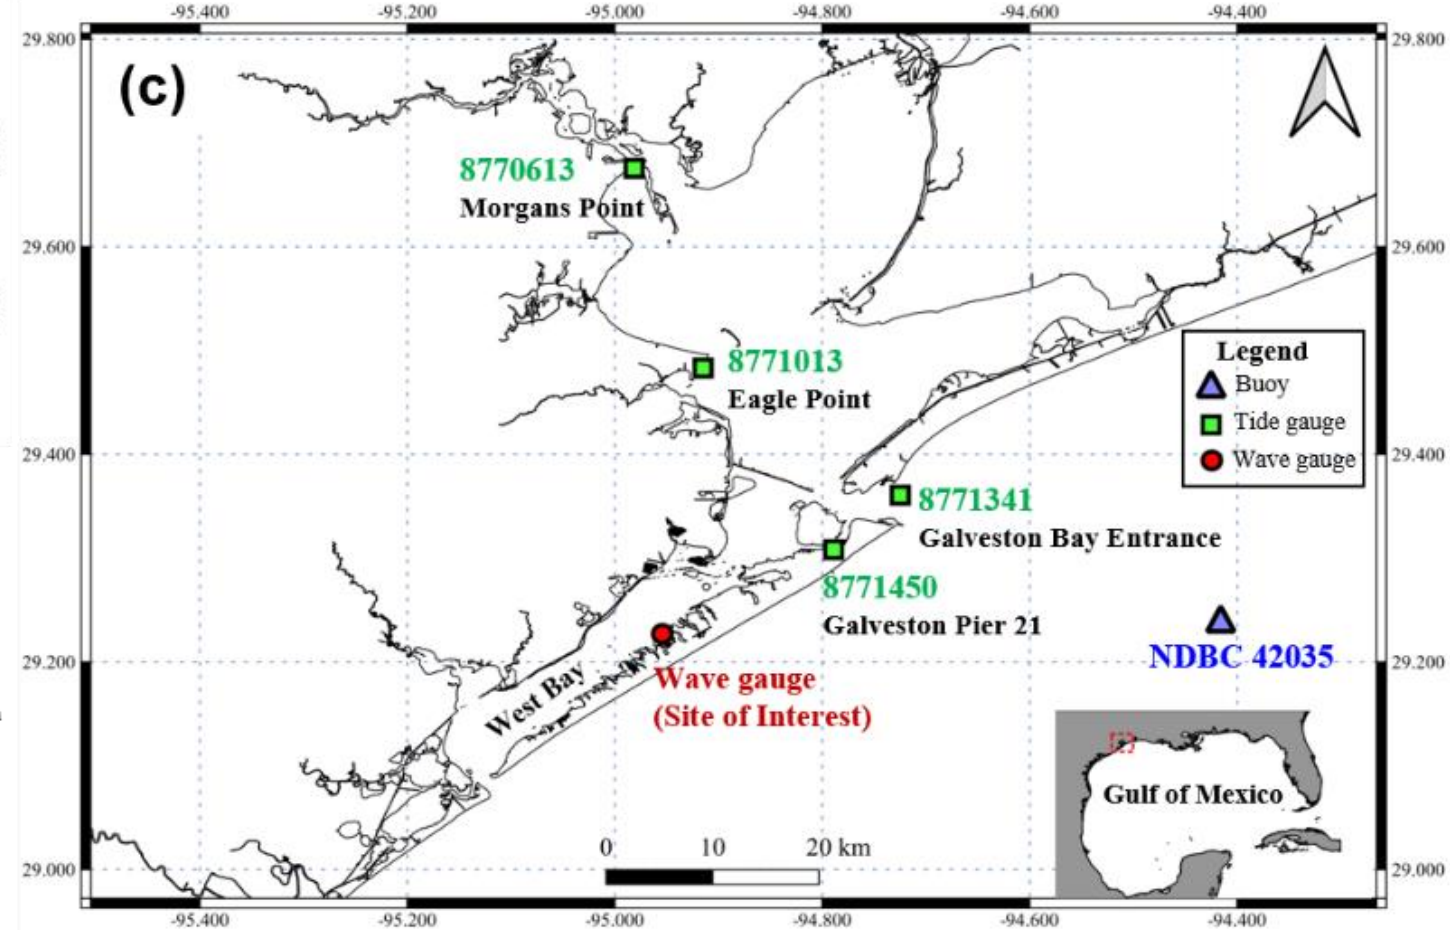 -95.400 -95.200 -95.000 -94.800 -94.600 -94.400
29.800 29.800
(c)
8770613
Morgans Point
29.600 29.600
8771013
Eagle Point
Legend
Buoy
Tide gauge
Wave gauge
29.400 29.400
8771341
Galveston Bay Entrance
8771450
Galveston Pier 21
NDBC 42035
29.200 29.200
Wave gauge
(Site of Interest)
West Bay
Gulf of Mexico
0 10 20 km
29.000 29.000
-95.400 -95.200 -95.000 -94.800 -94.600 -94.400